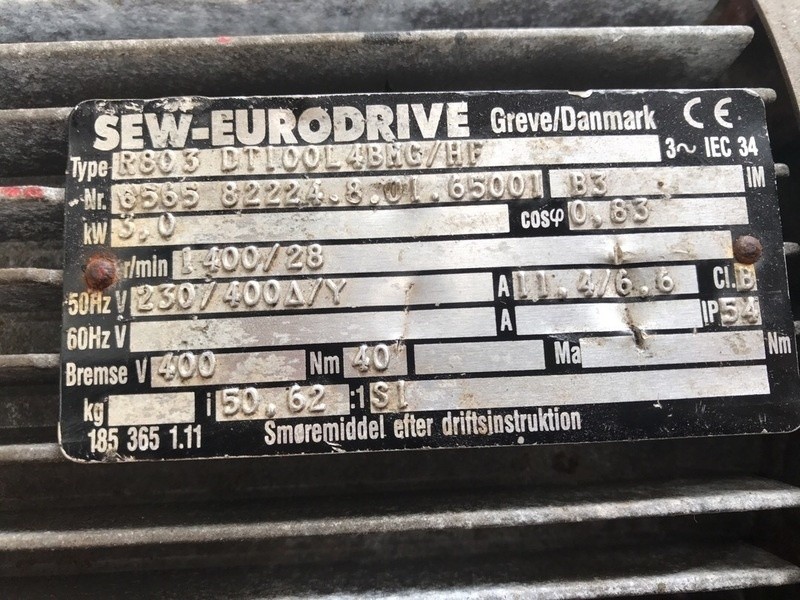 SEW-EURODRIVE Greve/Danmark CE
Type R803 DT100L4BMG/HF 3~ IEC 34
Nr. 6565 82224.8.01.65001 B3 IM
kW 3,0 cosφ 0,83
r/min 1400/28
50Hz V 230/400Δ/Y A 11,4/6,6 Cl.B
60Hz V A IP 54
Bremse V 400 Nm 40 Ma Nm
kg i 50,62 :1 S1
185 365 1.11 Smøremiddel efter driftsinstruktion